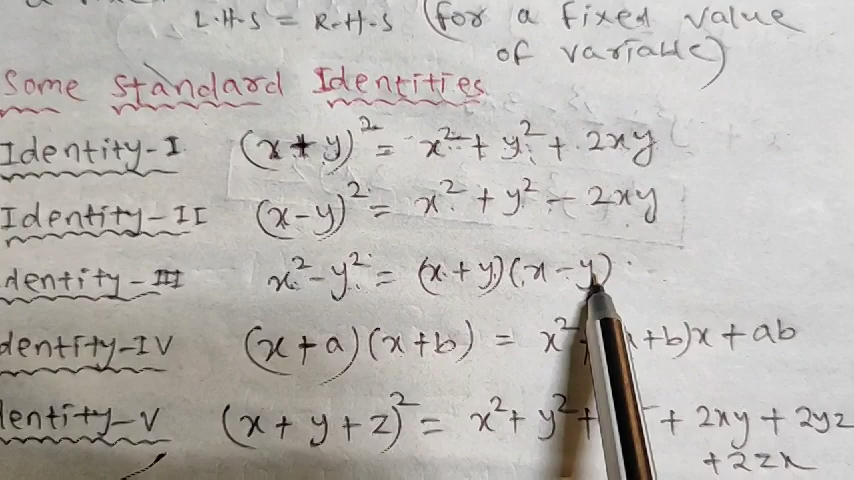 L.H.S = R.H.S (for a fixed value
of variable)
Some Standard Identities
Identity-I (x+y)² = x² + y² + 2xy
Identity-II (x-y)² = x² + y² - 2xy
dentity-III x² - y² = (x+y)(x-y)
dentity-IV (x+a)(x+b) = x² +b)x + ab
dentity-V (x+y+z)² = x² + y² + + 2xy + 2yz
+2zx